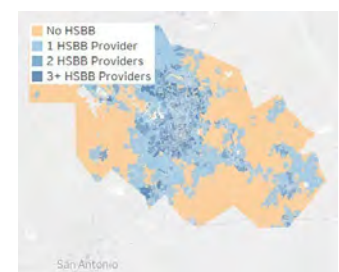 No HSBB
1 HSBB Provider
2 HSBB Providers
3+ HSBB Providers
San Antonio